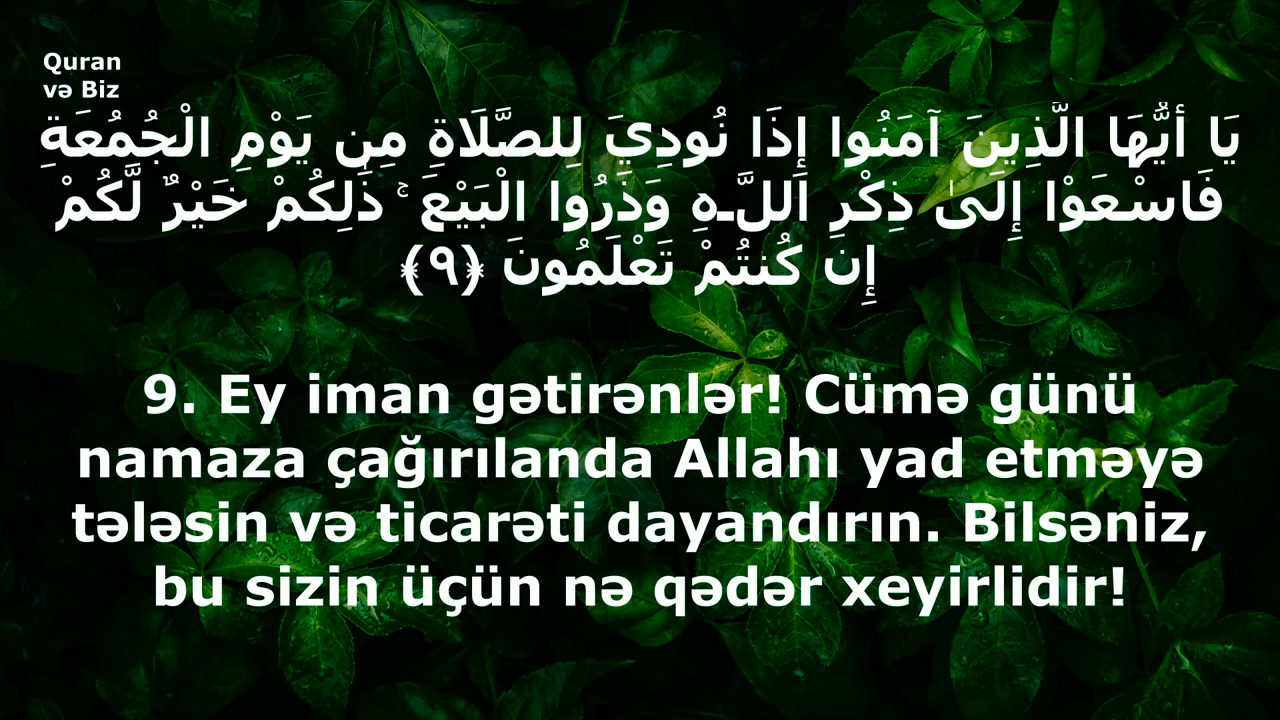 Quran
və Biz
يَا أَيُّهَا الَّذِينَ آمَنُوا إِذَا نُودِيَ لِلصَّلَاةِ مِن يَوْمِ الْجُمُعَةِ
فَاسْعَوْا إِلَىٰ ذِكْرِ اللَّـهِ وَذَرُوا الْبَيْعَ ۚ ذَٰلِكُمْ خَيْرٌ لَّكُمْ
إِن كُنتُمْ تَعْلَمُونَ ﴿٩﴾
9. Ey iman gətirənlər! Cümə günü
namaza çağırılanda Allahı yad etməyə
tələsin və ticarəti dayandırın. Bilsəniz,
bu sizin üçün nə qədər xeyirlidir!